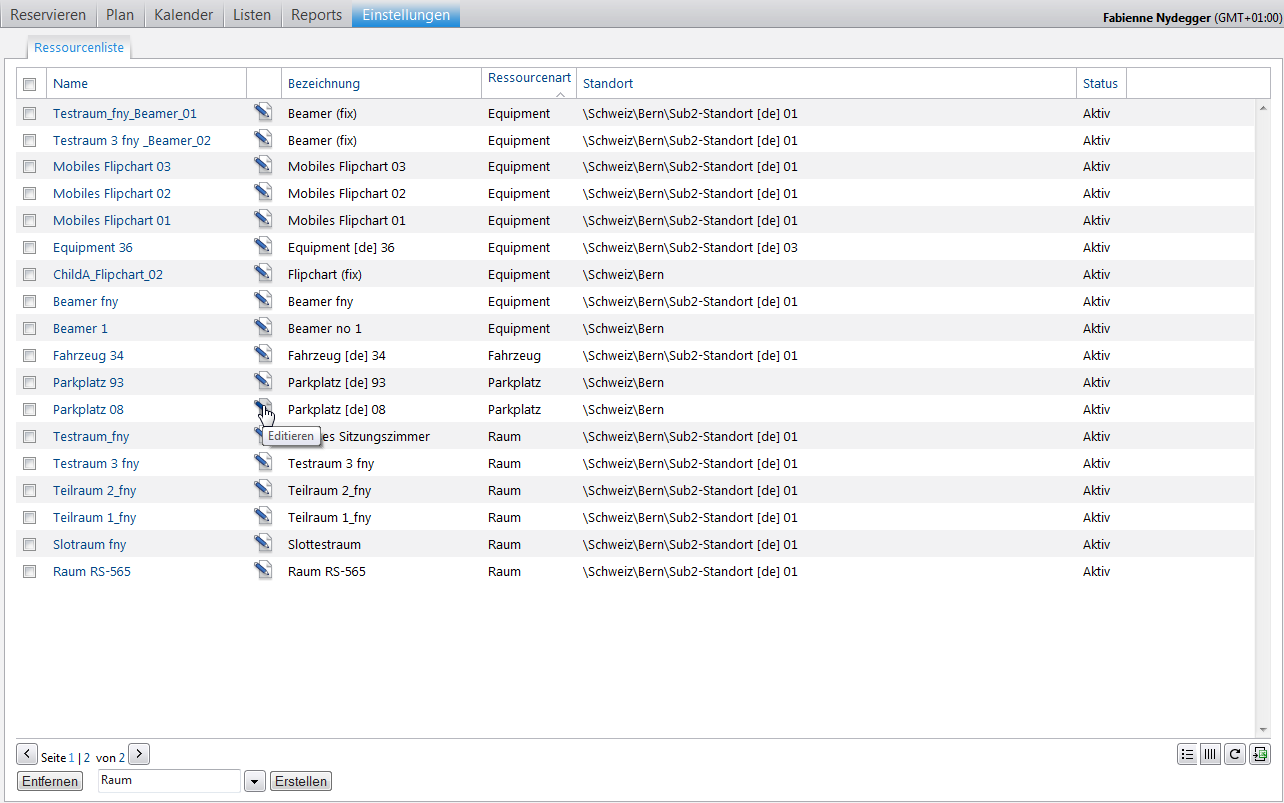 Reservieren Plan Kalender Listen Reports Einstellungen Fabienne Nydegger (GMT+01:00)
Ressourcenliste
Name Bezeichnung Ressourcenart Standort Status
Testraum_fny_Beamer_01 Beamer (fix) Equipment \Schweiz\Bern\Sub2-Standort [de] 01 Aktiv
Testraum 3 fny _Beamer_02 Beamer (fix) Equipment \Schweiz\Bern\Sub2-Standort [de] 01 Aktiv
Mobiles Flipchart 03 Mobiles Flipchart 03 Equipment \Schweiz\Bern\Sub2-Standort [de] 01 Aktiv
Mobiles Flipchart 02 Mobiles Flipchart 02 Equipment \Schweiz\Bern\Sub2-Standort [de] 01 Aktiv
Mobiles Flipchart 01 Mobiles Flipchart 01 Equipment \Schweiz\Bern\Sub2-Standort [de] 01 Aktiv
Equipment 36 Equipment [de] 36 Equipment \Schweiz\Bern\Sub2-Standort [de] 03 Aktiv
ChildA_Flipchart_02 Flipchart (fix) Equipment \Schweiz\Bern Aktiv
Beamer fny Beamer fny Equipment \Schweiz\Bern\Sub2-Standort [de] 01 Aktiv
Beamer 1 Beamer no 1 Equipment \Schweiz\Bern Aktiv
Fahrzeug 34 Fahrzeug [de] 34 Fahrzeug \Schweiz\Bern\Sub2-Standort [de] 01 Aktiv
Parkplatz 93 Parkplatz [de] 93 Parkplatz \Schweiz\Bern Aktiv
Parkplatz 08 Parkplatz [de] 08 Parkplatz \Schweiz\Bern Aktiv
Testraum_fny Editieren Sitzungszimmer Raum \Schweiz\Bern\Sub2-Standort [de] 01 Aktiv
Testraum 3 fny Testraum 3 fny Raum \Schweiz\Bern\Sub2-Standort [de] 01 Aktiv
Teilraum 2_fny Teilraum 2_fny Raum \Schweiz\Bern\Sub2-Standort [de] 01 Aktiv
Teilraum 1_fny Teilraum 1_fny Raum \Schweiz\Bern\Sub2-Standort [de] 01 Aktiv
Slotraum fny Slottestraum Raum \Schweiz\Bern\Sub2-Standort [de] 01 Aktiv
Raum RS-565 Raum RS-565 Raum \Schweiz\Bern\Sub2-Standort [de] 01 Aktiv
Seite 1 | 2 von 2
Entfernen Raum Erstellen